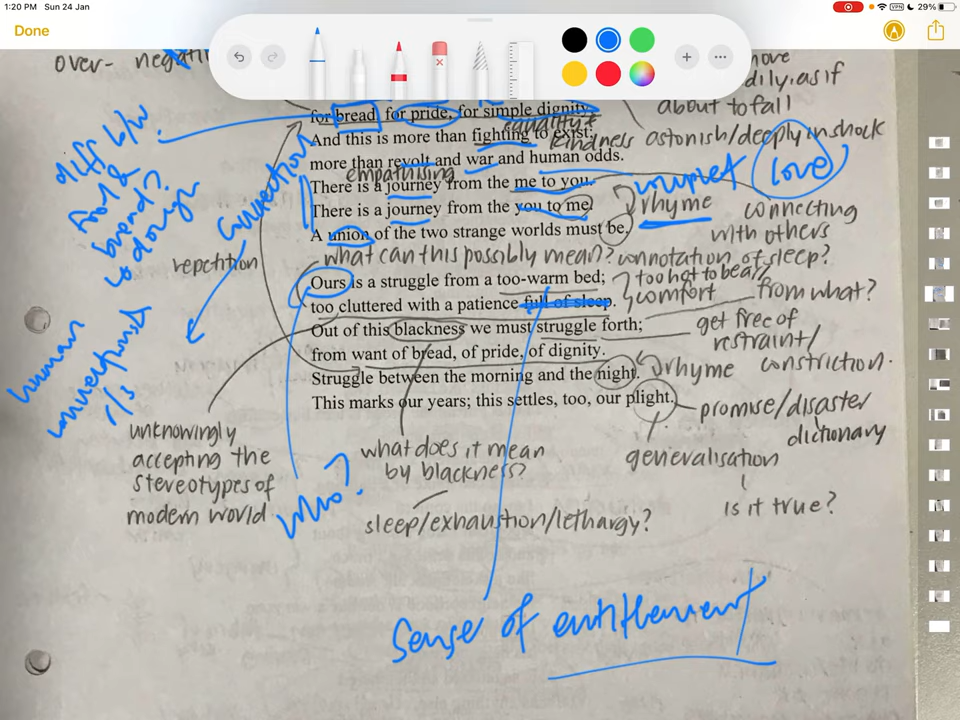 1:20 PM Sun 24 Jan
VPN 29%
Done
over- negati
more
dily, as if
about to fall
for bread, for pride, for simple dignity.
equality &
And this is more than fighting to exist;
kindness astonish/deeply in shock
more than revolt and war and human odds.
empathising
There is a journey from the me to you.
couplet love
There is a journey from the you to me.
rhyme
A union of the two strange worlds must be.
connecting
with others
diff b/w
food &
bread?
connection
repetition
what can this possibly mean? connotation of sleep?
Ours is a struggle from a too-warm bed;
too hot to bear/
comfort
from what?
too cluttered with a patience full of sleep.
Out of this blackness we must struggle forth;
get free of
restraint/
constriction.
from want of bread, of pride, of dignity.
Struggle between the morning and the night.
rhyme
This marks our years; this settles, too, our plight.
promise/disaster
dictionary
human
r/s
unknowingly
accepting the
stereotypes of
modern world
who?
what does it mean
by blackness?
sleep/exhaustion/lethargy?
generalisation
is it true?
sense of entitlement